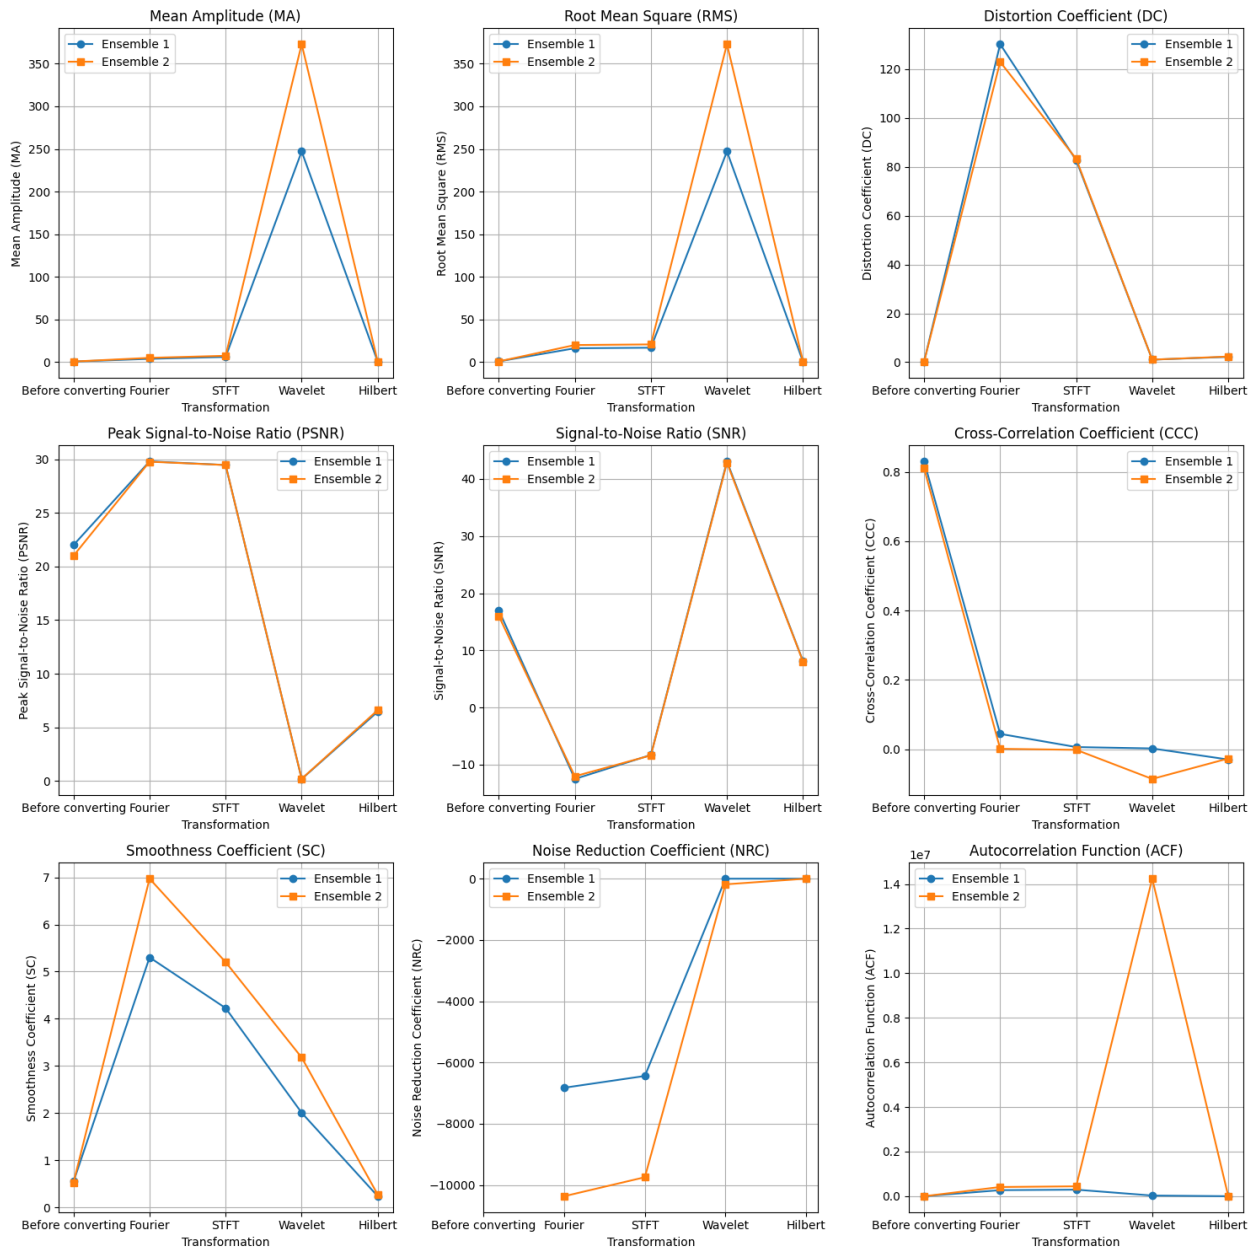 Mean Amplitude (MA)
Ensemble 1
Ensemble 2
350
300
250
200
150
100
50
0
Mean Amplitude (MA)
Before converting Fourier STFT Wavelet Hilbert
Transformation
Root Mean Square (RMS)
Ensemble 1
Ensemble 2
350
300
250
200
150
100
50
0
Root Mean Square (RMS)
Before converting Fourier STFT Wavelet Hilbert
Transformation
Distortion Coefficient (DC)
Ensemble 1
Ensemble 2
120
100
80
60
40
20
0
Distortion Coefficient (DC)
Before converting Fourier STFT Wavelet Hilbert
Transformation
Peak Signal-to-Noise Ratio (PSNR)
Ensemble 1
Ensemble 2
30
25
20
15
10
5
0
Peak Signal-to-Noise Ratio (PSNR)
Before converting Fourier STFT Wavelet Hilbert
Transformation
Signal-to-Noise Ratio (SNR)
Ensemble 1
Ensemble 2
40
30
20
10
0
−10
Signal-to-Noise Ratio (SNR)
Before converting Fourier STFT Wavelet Hilbert
Transformation
Cross-Correlation Coefficient (CCC)
Ensemble 1
Ensemble 2
0.8
0.6
0.4
0.2
0.0
Cross-Correlation Coefficient (CCC)
Before converting Fourier STFT Wavelet Hilbert
Transformation
Smoothness Coefficient (SC)
Ensemble 1
Ensemble 2
7
6
5
4
3
2
1
0
Smoothness Coefficient (SC)
Before converting Fourier STFT Wavelet Hilbert
Transformation
Noise Reduction Coefficient (NRC)
Ensemble 1
Ensemble 2
0
−2000
−4000
−6000
−8000
−10000
Noise Reduction Coefficient (NRC)
Before converting Fourier STFT Wavelet Hilbert
Transformation
1e7
Autocorrelation Function (ACF)
Ensemble 1
Ensemble 2
1.4
1.2
1.0
0.8
0.6
0.4
0.2
0.0
Autocorrelation Function (ACF)
Before converting Fourier STFT Wavelet Hilbert
Transformation